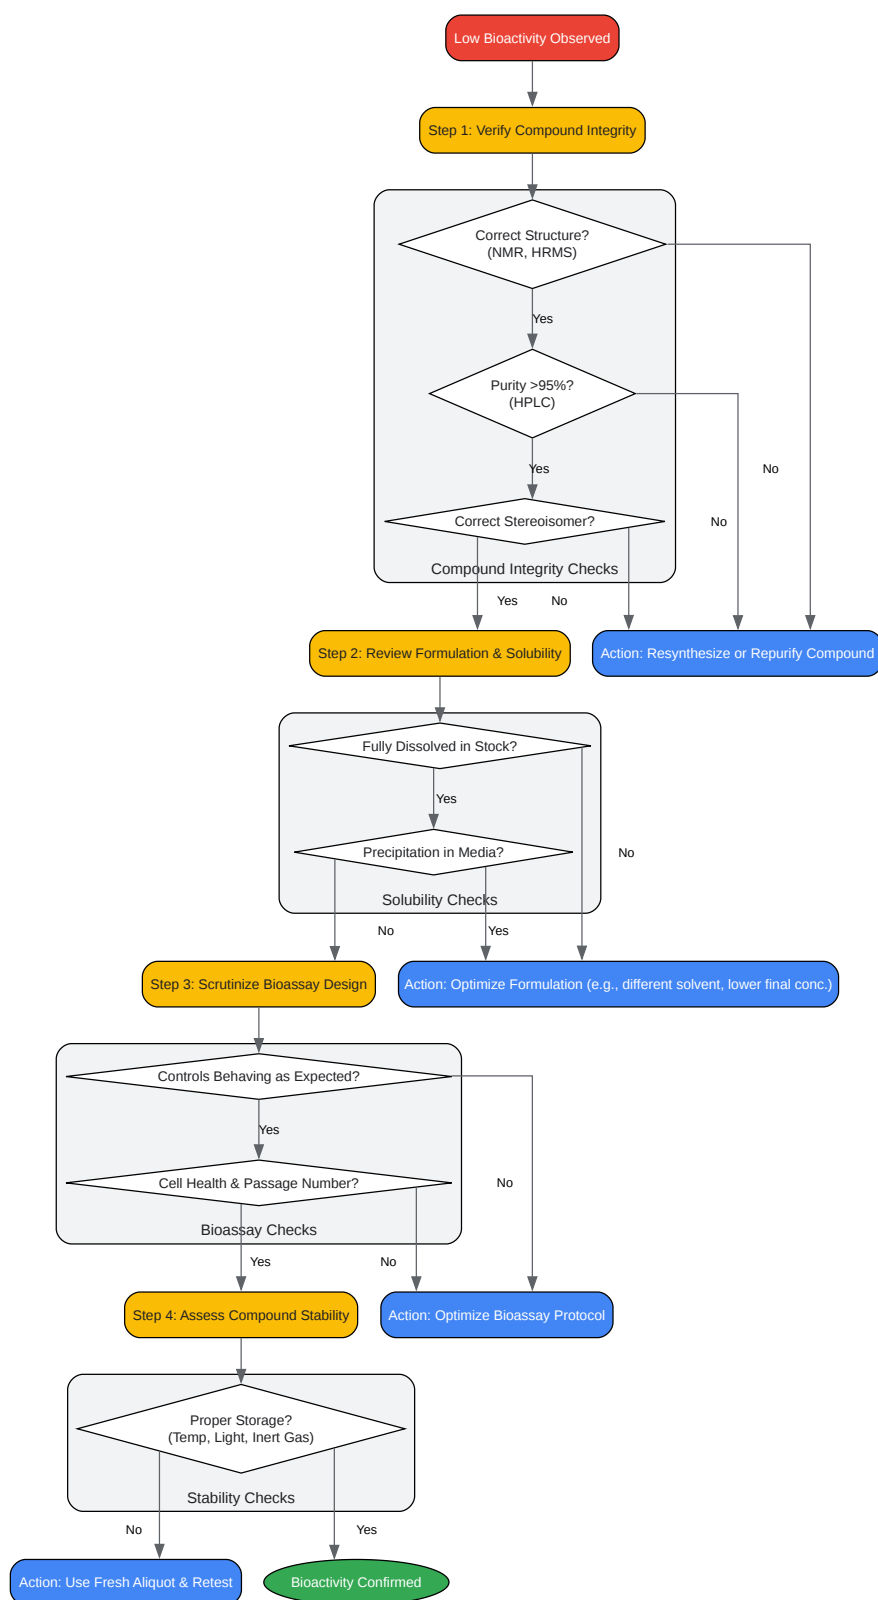 Low Bioactivity Observed
Step 1: Verify Compound Integrity
Correct Structure?
(NMR, HRMS)
Yes
Purity >95%?
(HPLC)
Yes
No
No
Correct Stereoisomer?
Compound Integrity Checks
Yes
No
Step 2: Review Formulation & Solubility
Action: Resynthesize or Repurify Compound
Fully Dissolved in Stock?
Yes
Precipitation in Media?
No
Solubility Checks
No
Yes
Step 3: Scrutinize Bioassay Design
Action: Optimize Formulation (e.g., different solvent, lower final conc.)
Controls Behaving as Expected?
Yes
Cell Health & Passage Number?
No
Bioassay Checks
Yes
No
Step 4: Assess Compound Stability
Action: Optimize Bioassay Protocol
Proper Storage?
(Temp, Light, Inert Gas)
Stability Checks
No
Yes
Action: Use Fresh Aliquot & Retest
Bioactivity Confirmed